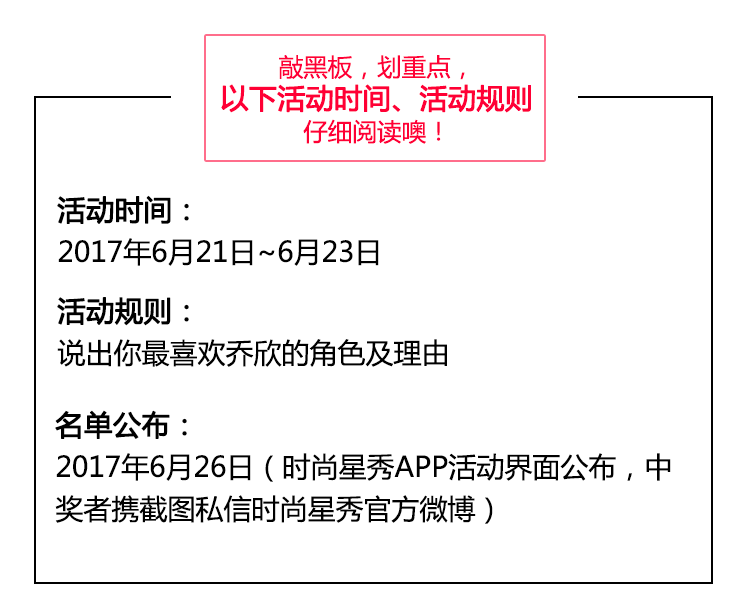 敲黑板，划重点，
以下活动时间、活动规则
仔细阅读噢！
活动时间：
2017年6月21日~6月23日
活动规则：
说出你最喜欢乔欣的角色及理由
名单公布：
2017年6月26日（时尚星秀APP活动界面公布，中
奖者携截图私信时尚星秀官方微博）